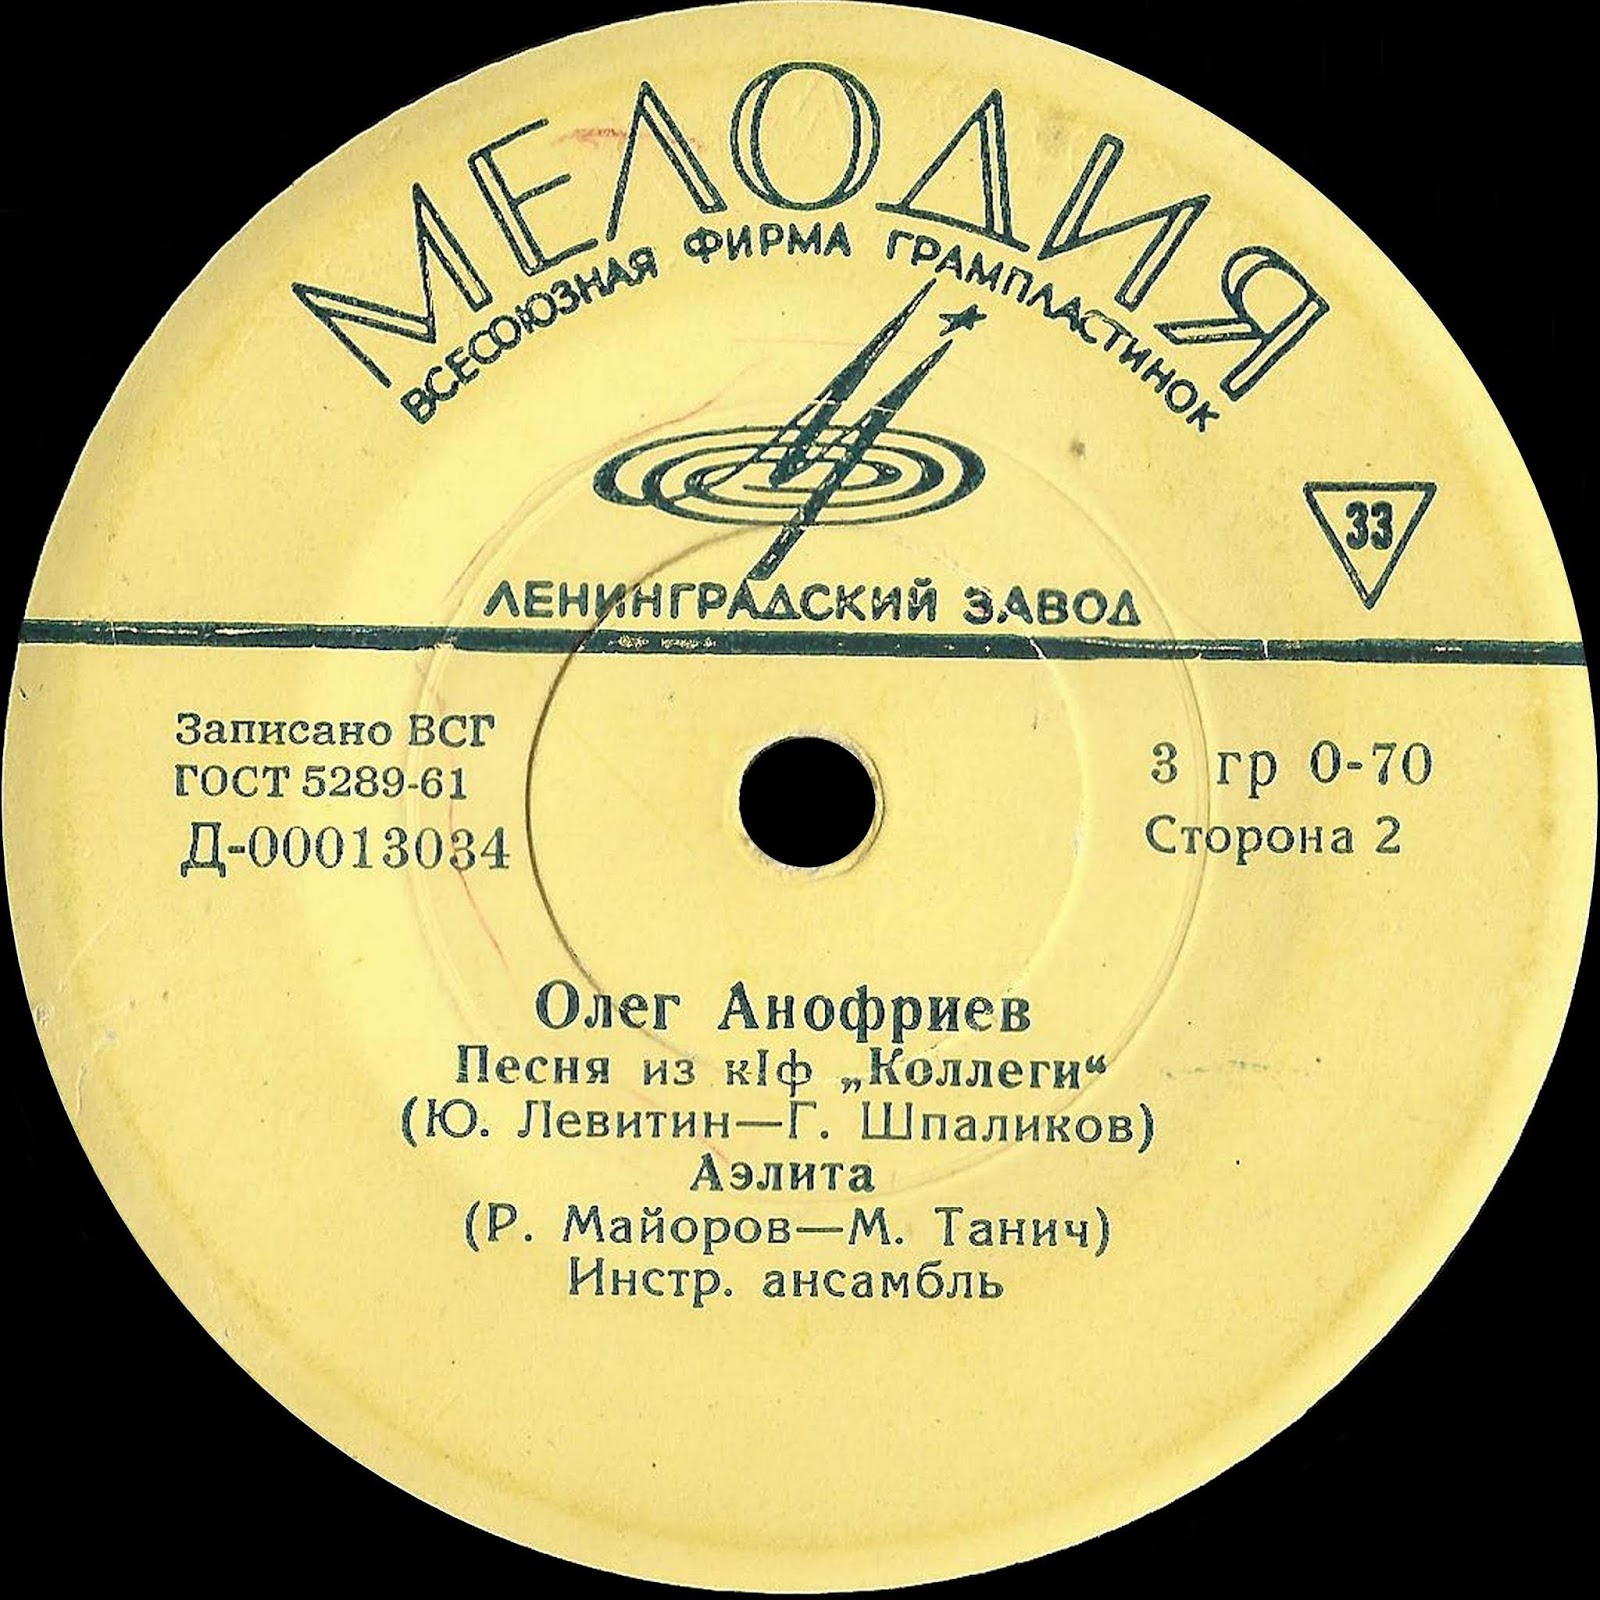 МЕЛОДИЯ
ВСЕСОЮЗНАЯ ФИРМА ГРАМПЛАСТИНОК
33
ЛЕНИНГРАДСКИЙ ЗАВОД
Записано ВСГ
ГОСТ 5289-61
Д-00013034
3 гр 0-70
Сторона 2
Олег Анофриев
Песня из кIф „Коллеги“
(Ю. Левитин—Г. Шпаликов)
Аэлита
(Р. Майоров—М. Танич)
Инстр. ансамбль